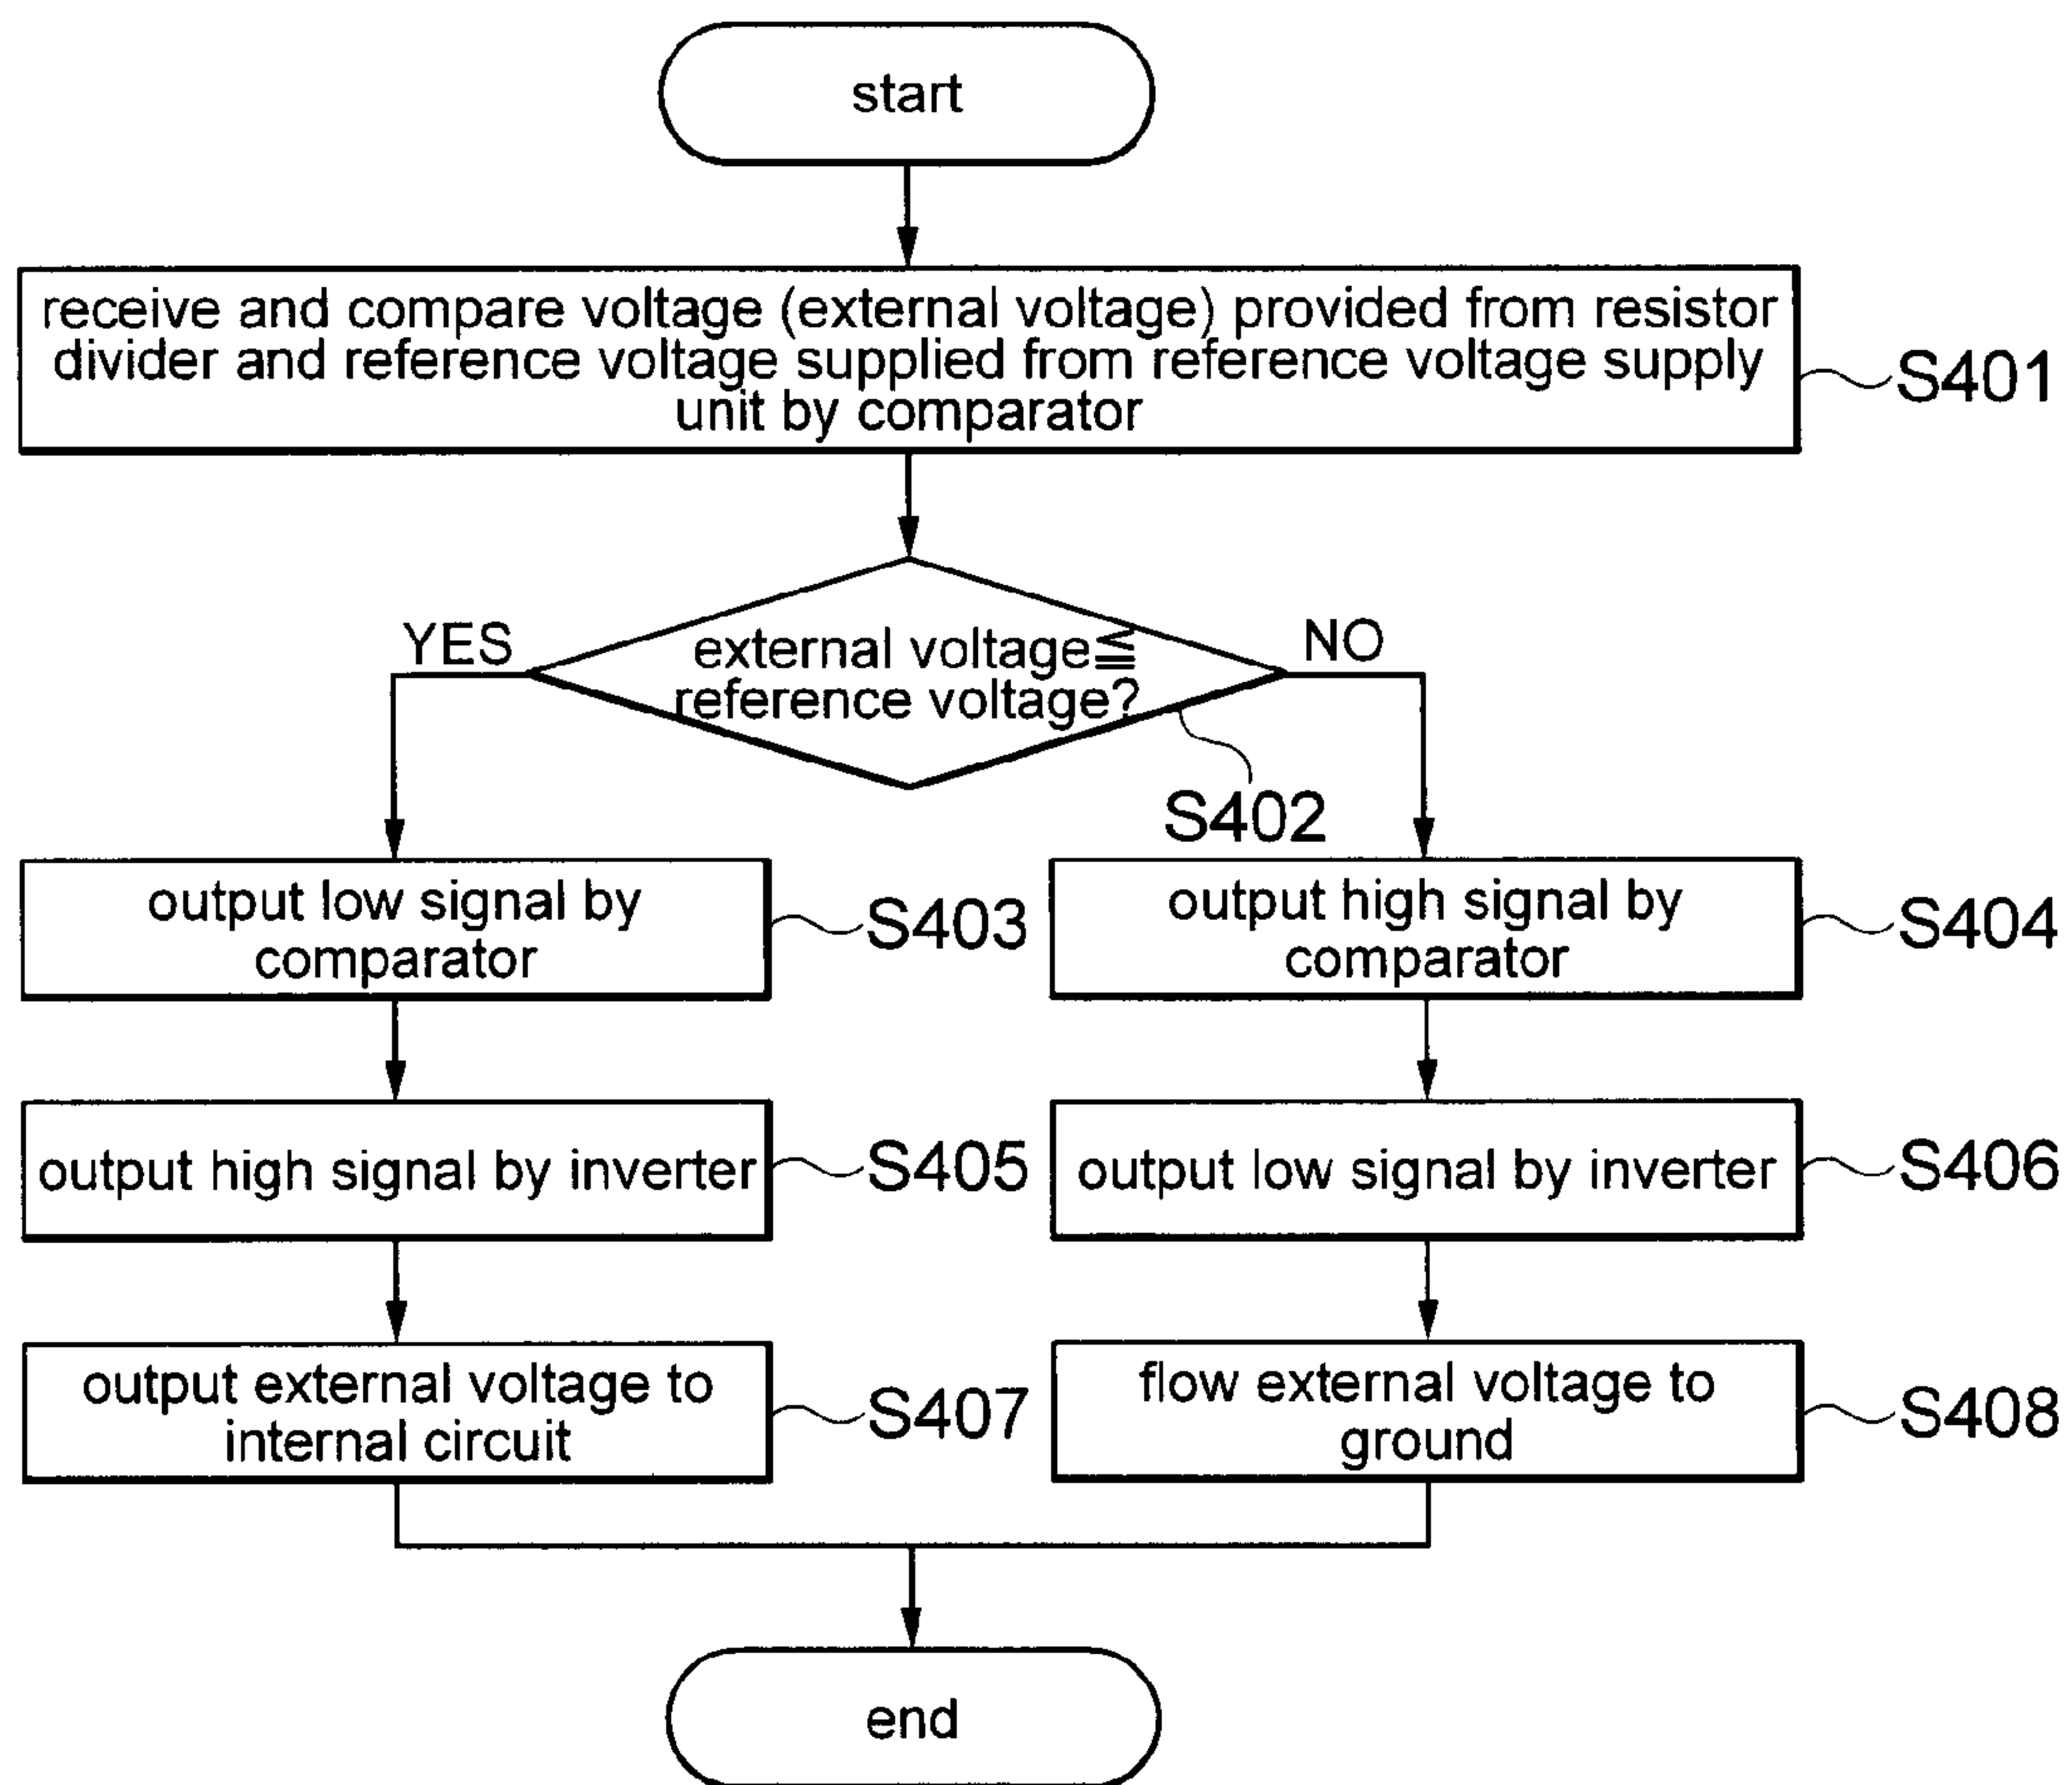 start
receive and compare voltage (external voltage) provided from resistor
divider and reference voltage supplied from reference voltage supply
unit by comparator
S401
YES
external voltage≦
reference voltage?
NO
S402
output low signal by
comparator
S403
output high signal by
comparator
S404
output high signal by inverter
S405
output low signal by inverter
S406
output external voltage to
internal circuit
S407
flow external voltage to
ground
S408
end